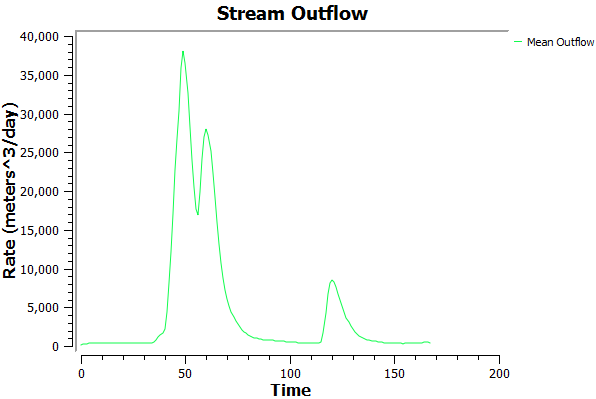 Stream Outflow
Mean Outflow
Rate (meters^3/day)
40,000
35,000
30,000
25,000
20,000
15,000
10,000
5,000
0
0 50 100 150 200
Time